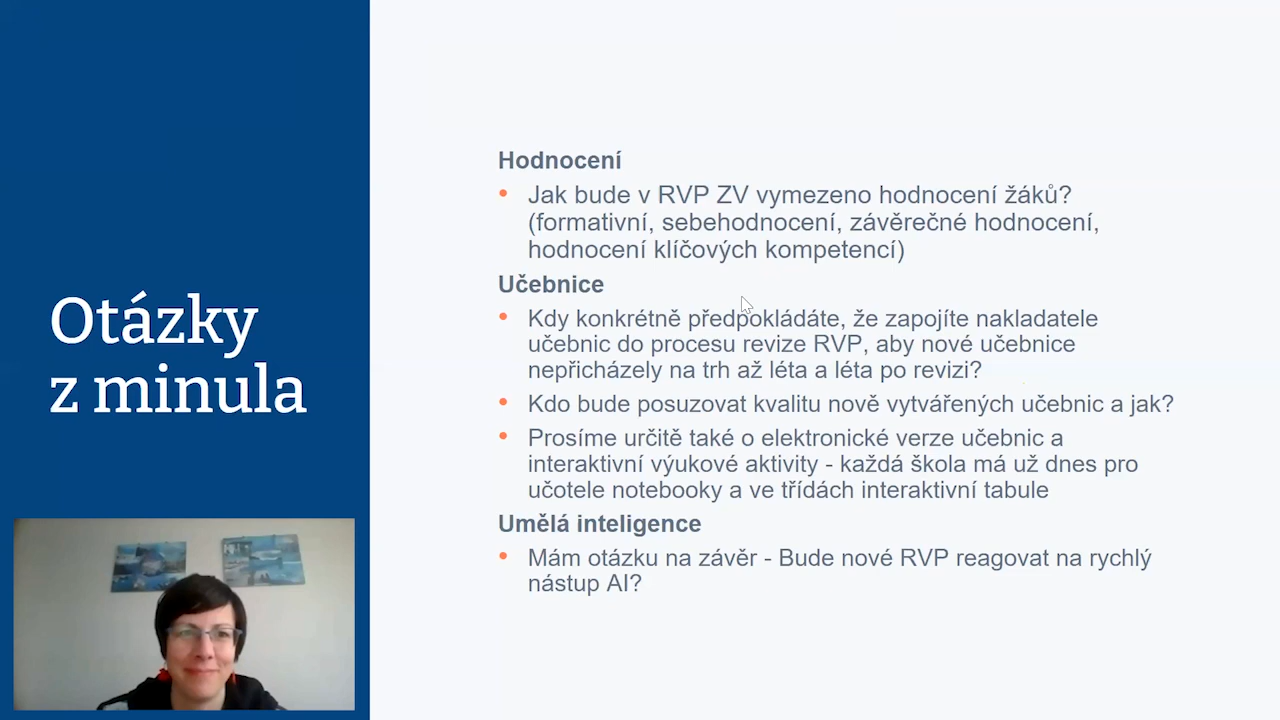 Otázky
z minula
Hodnocení
• Jak bude v RVP ZV vymezeno hodnocení žáků?
(formativní, sebehodnocení, závěrečné hodnocení,
hodnocení klíčových kompetencí)
Učebnice
• Kdy konkrétně předpokládáte, že zapojíte nakladatele
učebnic do procesu revize RVP, aby nové učebnice
nepřicházely na trh až léta a léta po revizi?
• Kdo bude posuzovat kvalitu nově vytvářených učebnic a jak?
• Prosíme určitě také o elektronické verze učebnic a
interaktivní výukové aktivity - každá škola má už dnes pro
učotele notebooky a ve třídách interaktivní tabule
Umělá inteligence
• Mám otázku na závěr - Bude nové RVP reagovat na rychlý
nástup AI?